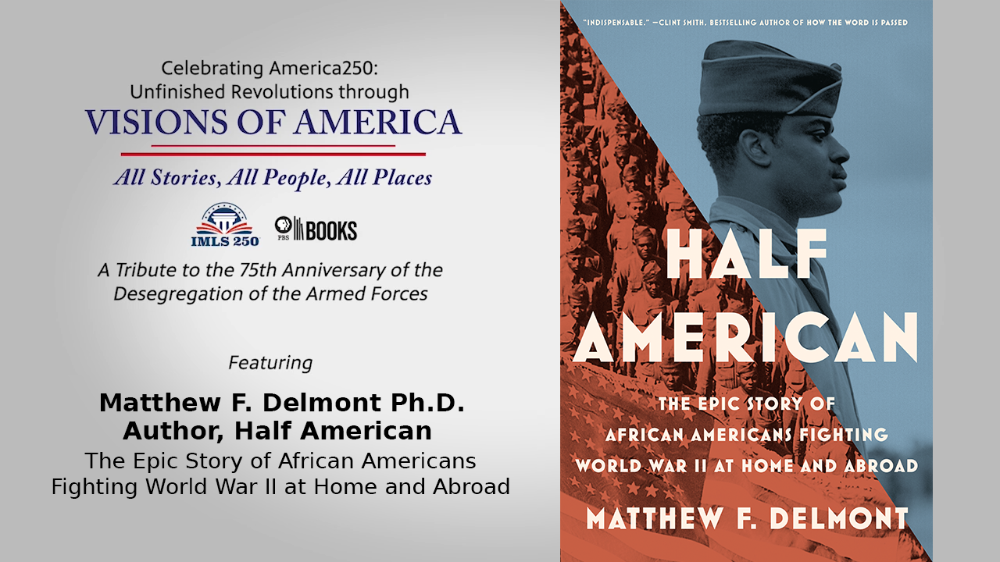 Celebrating America250:
Unfinished Revolutions through
VISIONS OF AMERICA
All Stories, All People, All Places
IMLS 250
PBS BOOKS
A Tribute to the 75th Anniversary of the
Desegregation of the Armed Forces
Featuring
Matthew F. Delmont Ph.D.
Author, Half American
The Epic Story of African Americans
Fighting World War II at Home and Abroad
"INDISPENSABLE." —CLINT SMITH, BESTSELLING AUTHOR OF HOW THE WORD IS PASSED
HALF
AMERICAN
THE EPIC STORY OF
AFRICAN AMERICANS FIGHTING
WORLD WAR II AT HOME AND ABROAD
MATTHEW F. DELMONT